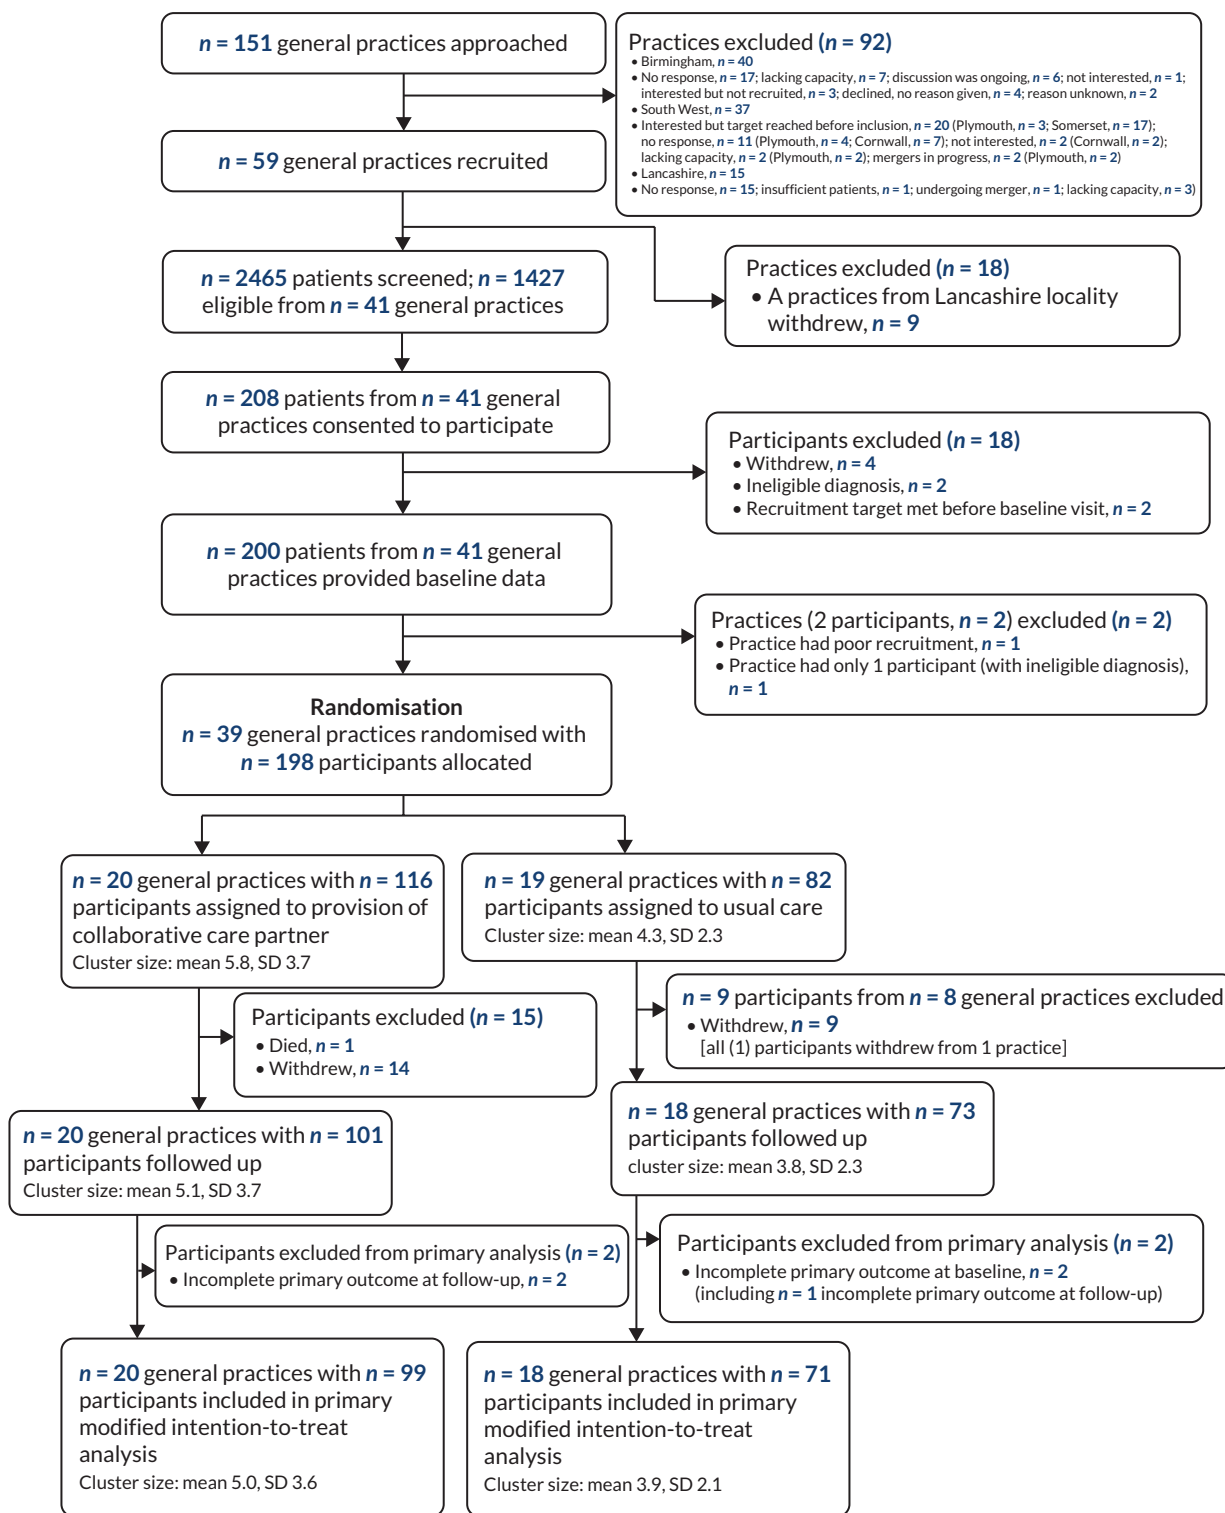 n = 151 general practices approached
Practices excluded (n = 92)
• Birmingham, n = 40
• No response, n = 17; lacking capacity, n = 7; discussion was ongoing, n = 6; not interested, n = 1;
interested but not recruited, n = 3; declined, no reason given, n = 4; reason unknown, n = 2
• South West, n = 37
• Interested but target reached before inclusion, n = 20 (Plymouth, n = 3; Somerset, n = 17);
no response, n = 11 (Plymouth, n = 4; Cornwall, n = 7); not interested, n = 2 (Cornwall, n = 2);
lacking capacity, n = 2 (Plymouth, n = 2); mergers in progress, n = 2 (Plymouth, n = 2)
• Lancashire, n = 15
• No response, n = 15; insufficient patients, n = 1; undergoing merger, n = 1; lacking capacity, n = 3)
n = 59 general practices recruited
Practices excluded (n = 18)
• A practices from Lancashire locality
withdrew, n = 9
n = 2465 patients screened; n = 1427
eligible from n = 41 general practices
n = 208 patients from n = 41 general
practices consented to participate
Participants excluded (n = 18)
• Withdrew, n = 4
• Ineligible diagnosis, n = 2
• Recruitment target met before baseline visit, n = 2
n = 200 patients from n = 41 general
practices provided baseline data
Practices (2 participants, n = 2) excluded (n = 2)
• Practice had poor recruitment, n = 1
• Practice had only 1 participant (with ineligible diagnosis),
n = 1
Randomisation
n = 39 general practices randomised with
n = 198 participants allocated
n = 20 general practices with n = 116
participants assigned to provision of
collaborative care partner
Cluster size: mean 5.8, SD 3.7
n = 19 general practices with n = 82
participants assigned to usual care
Cluster size: mean 4.3, SD 2.3
Participants excluded (n = 15)
• Died, n = 1
• Withdrew, n = 14
n = 9 participants from n = 8 general practices excluded
• Withdrew, n = 9
[all (1) participants withdrew from 1 practice]
n = 20 general practices with n = 101
participants followed up
Cluster size: mean 5.1, SD 3.7
n = 18 general practices with n = 73
participants followed up
cluster size: mean 3.8, SD 2.3
Participants excluded from primary analysis (n = 2)
• Incomplete primary outcome at follow-up, n = 2
Participants excluded from primary analysis (n = 2)
• Incomplete primary outcome at baseline, n = 2
(including n = 1 incomplete primary outcome at follow-up)
n = 20 general practices with n = 99
participants included in primary
modified intention-to-treat
analysis
Cluster size: mean 5.0, SD 3.6
n = 18 general practices with n = 71
participants included in primary
modified intention-to-treat
analysis
Cluster size: mean 3.9, SD 2.1